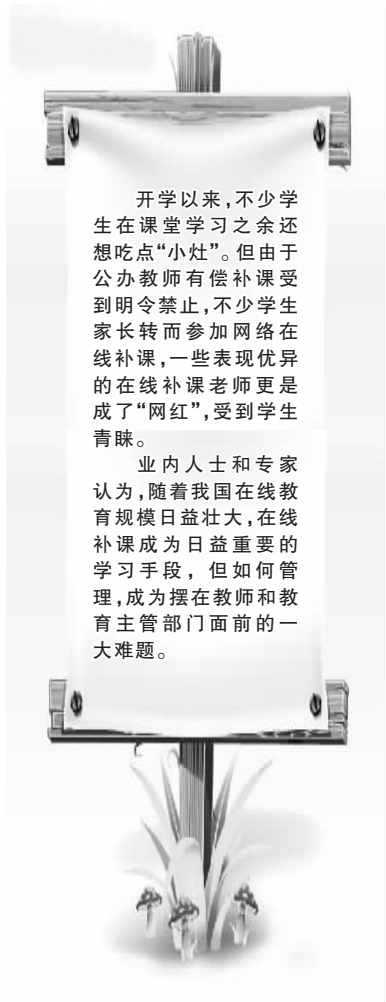 开学以来,不少学
生在课堂学习之余还
想吃点“小灶”。但由于
公办教师有偿补课受
到明令禁止,不少学生
家长转而参加网络在
线补课,一些表现优异
的在线补课老师更是
成了“网红”,受到学生
青睐。
业内人士和专家
认为,随着我国在线教
育规模日益壮大,在线
补课成为日益重要的
学习手段,但如何管
理,成为摆在教师和教
育主管部门面前的一
大难题。